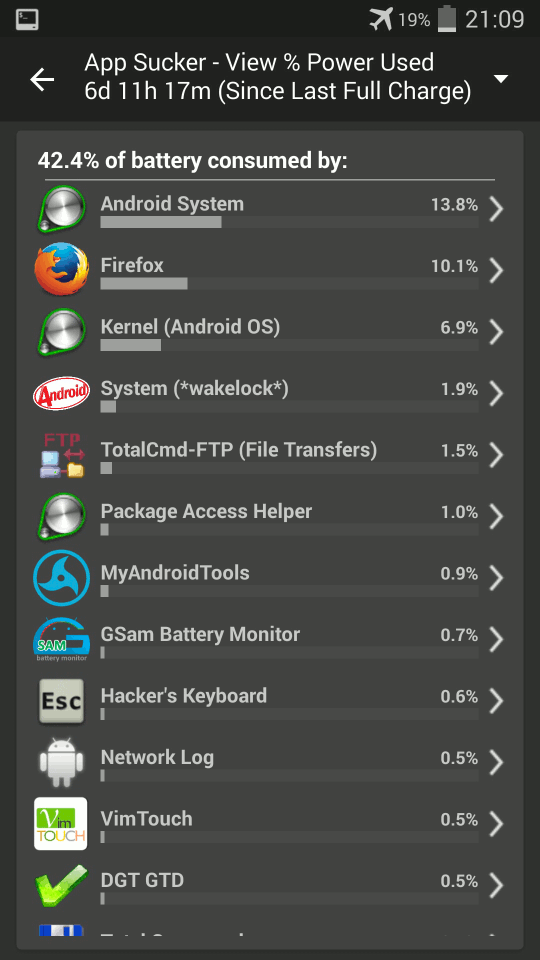 19% 21:09
App Sucker - View % Power Used
6d 11h 17m (Since Last Full Charge)
42.4% of battery consumed by:
Android System 13.8%
Firefox 10.1%
Kernel (Android OS) 6.9%
Android
System (*wakelock*) 1.9%
FTP
TotalCmd-FTP (File Transfers) 1.5%
Package Access Helper 1.0%
MyAndroidTools 0.9%
SAM
battery monitor
GSam Battery Monitor 0.7%
Esc
Hacker's Keyboard 0.6%
Network Log 0.5%
Vim
TOUCH
VimTouch 0.5%
DGT GTD 0.5%